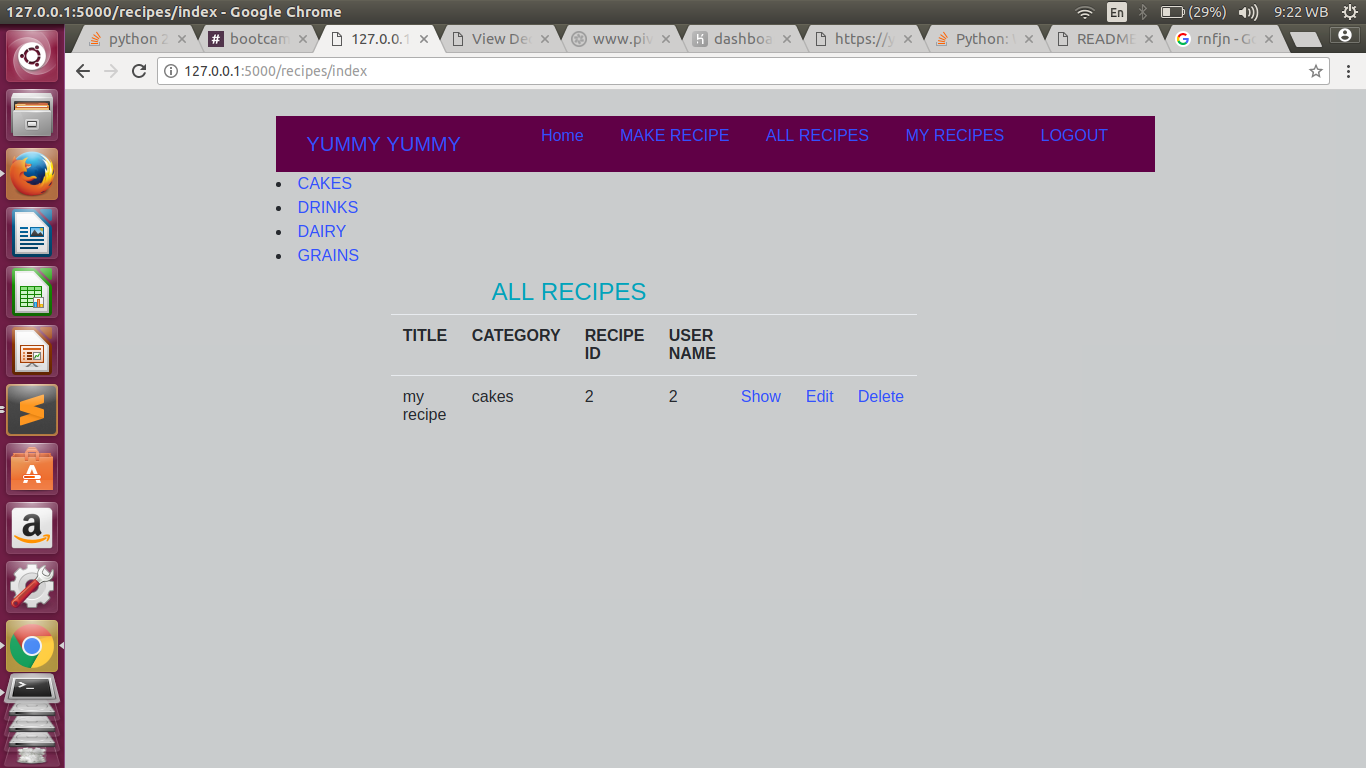 127.0.0.1:5000/recipes/index - Google Chrome
En (29%) 9:22 WB
python 2 bootcam 127.0.0.1 View Dec www.piv dashboa https://y Python: README rnfjn - Go
127.0.0.1:5000/recipes/index
YUMMY YUMMY Home MAKE RECIPE ALL RECIPES MY RECIPES LOGOUT
CAKES
DRINKS
DAIRY
GRAINS
ALL RECIPES
TITLE CATEGORY RECIPE ID USER NAME
my recipe cakes 2 2 Show Edit Delete